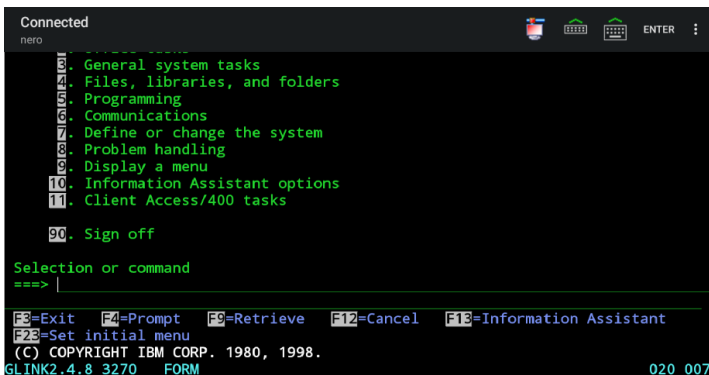 Connected
nero
ENTER
3. General system tasks
4. Files, libraries, and folders
5. Programming
6. Communications
7. Define or change the system
8. Problem handling
9. Display a menu
10. Information Assistant options
11. Client Access/400 tasks
90. Sign off
Selection or command
===>
F3=Exit F4=Prompt F9=Retrieve F12=Cancel F13=Information Assistant
F23=Set initial menu
(C) COPYRIGHT IBM CORP. 1980, 1998.
GLINK2.4.8 3270 FORM 020 007